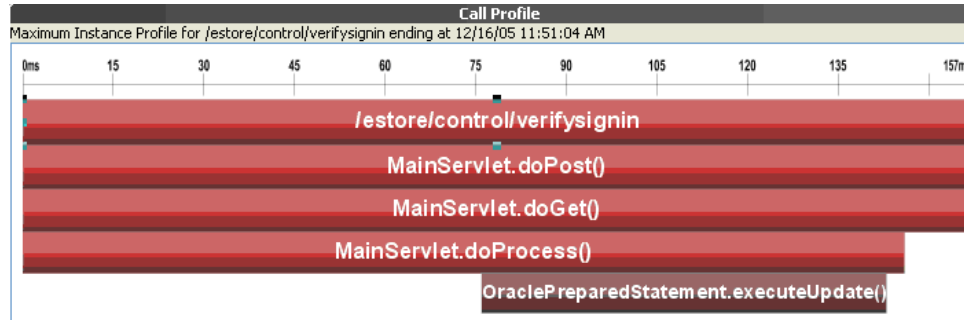 Call Profile
Maximum Instance Profile for /estore/control/verifysignin ending at 12/16/05 11:51:04 AM
0ms 15 30 45 60 75 90 105 120 135 157m
/estore/control/verifysignin
MainServlet.doPost()
MainServlet.doGet()
MainServlet.doProcess()
OraclePreparedStatement.executeUpdate()